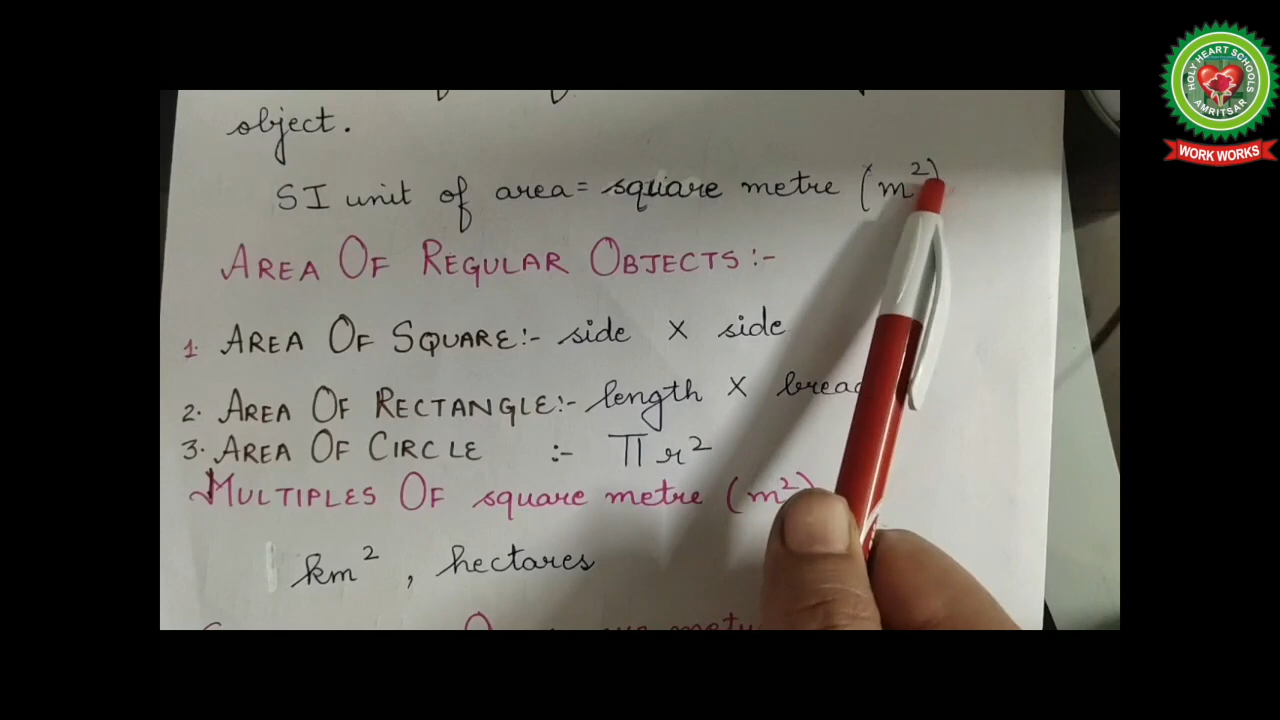 object.
SI unit of area = square metre (m²)
AREA OF REGULAR OBJECTS :-
1. AREA OF SQUARE :- side × side
2. AREA OF RECTANGLE :- length × bread
3. AREA OF CIRCLE :- πr²
MULTIPLES OF square metre (m²)
km² , hectares
HOLY HEART SCHOOLS
AMRITSAR
WORK WORKS